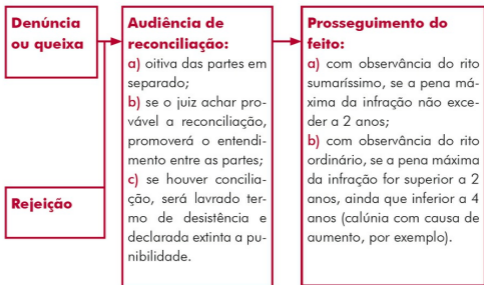 Denúncia
ou queixa
Rejeição
Audiência de
reconciliação:
a) oitiva das partes em
separado;
b) se o juiz achar pro-
vável a reconciliação,
promoverá o entendi-
mento entre as partes;
c) se houver concilia-
ção, será lavrado ter-
mo de desistência e
declarada extinta a pu-
nibilidade.
Prosseguimento do
feito:
a) com observância do rito
sumaríssimo, se a pena má-
xima da infração não exce-
der a 2 anos;
b) com observância do rito
ordinário, se a pena máxima
da infração for superior a 2
anos, ainda que inferior a 4
anos (calúnia com causa de
aumento, por exemplo).